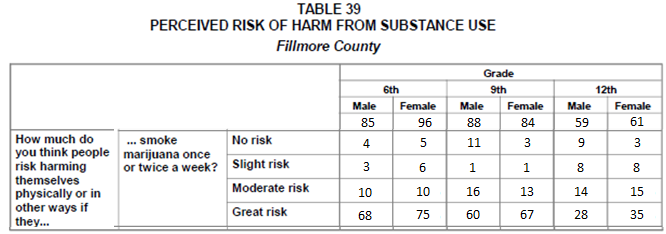 TABLE 39
PERCEIVED RISK OF HARM FROM SUBSTANCE USE
Fillmore County
Grade
6th 9th 12th
Male Female Male Female Male Female
85 96 88 84 59 61
How much do you think people risk harming themselves physically or in other ways if they... ... smoke marijuana once or twice a week?
No risk 4 5 11 3 9 3
Slight risk 3 6 1 1 8 8
Moderate risk 10 10 16 13 14 15
Great risk 68 75 60 67 28 35